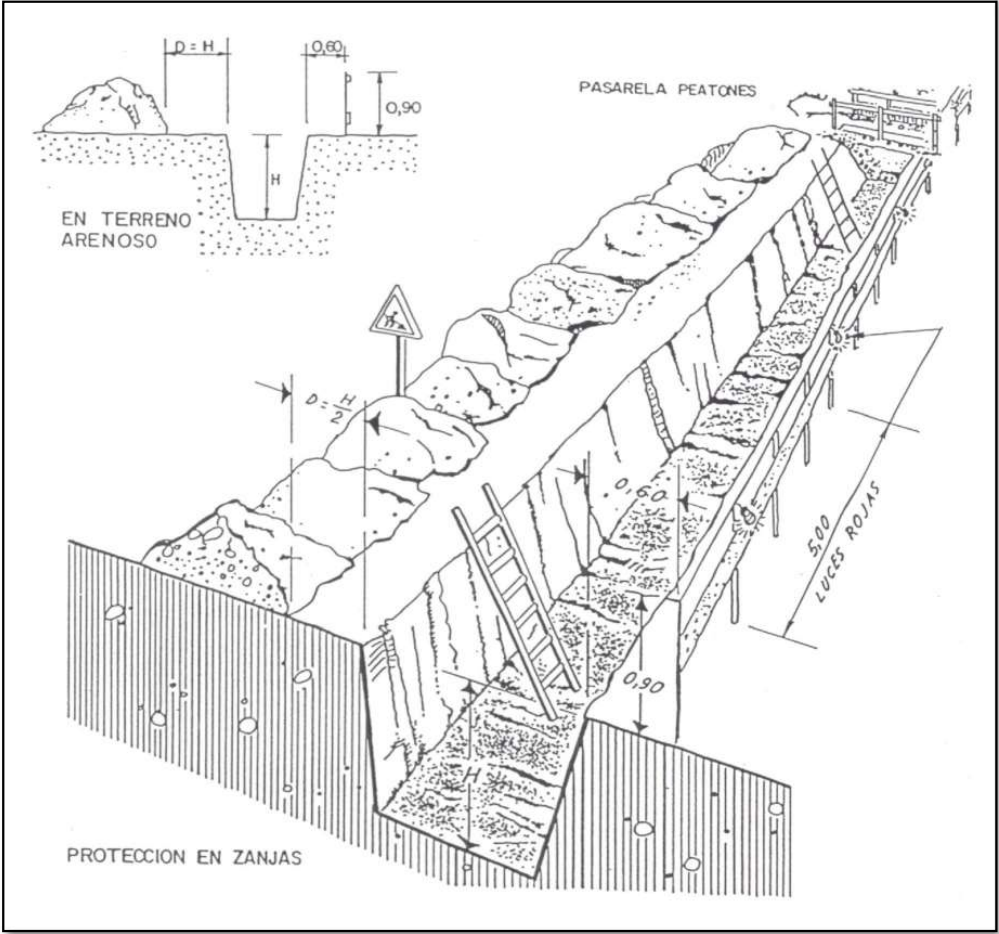 D = H
0,60
0,90
H
EN TERRENO
ARENOSO
PASARELA PEATONES
D = H/2
0,60
5,00
LUCES ROJAS
0,90
H
PROTECCION EN ZANJAS